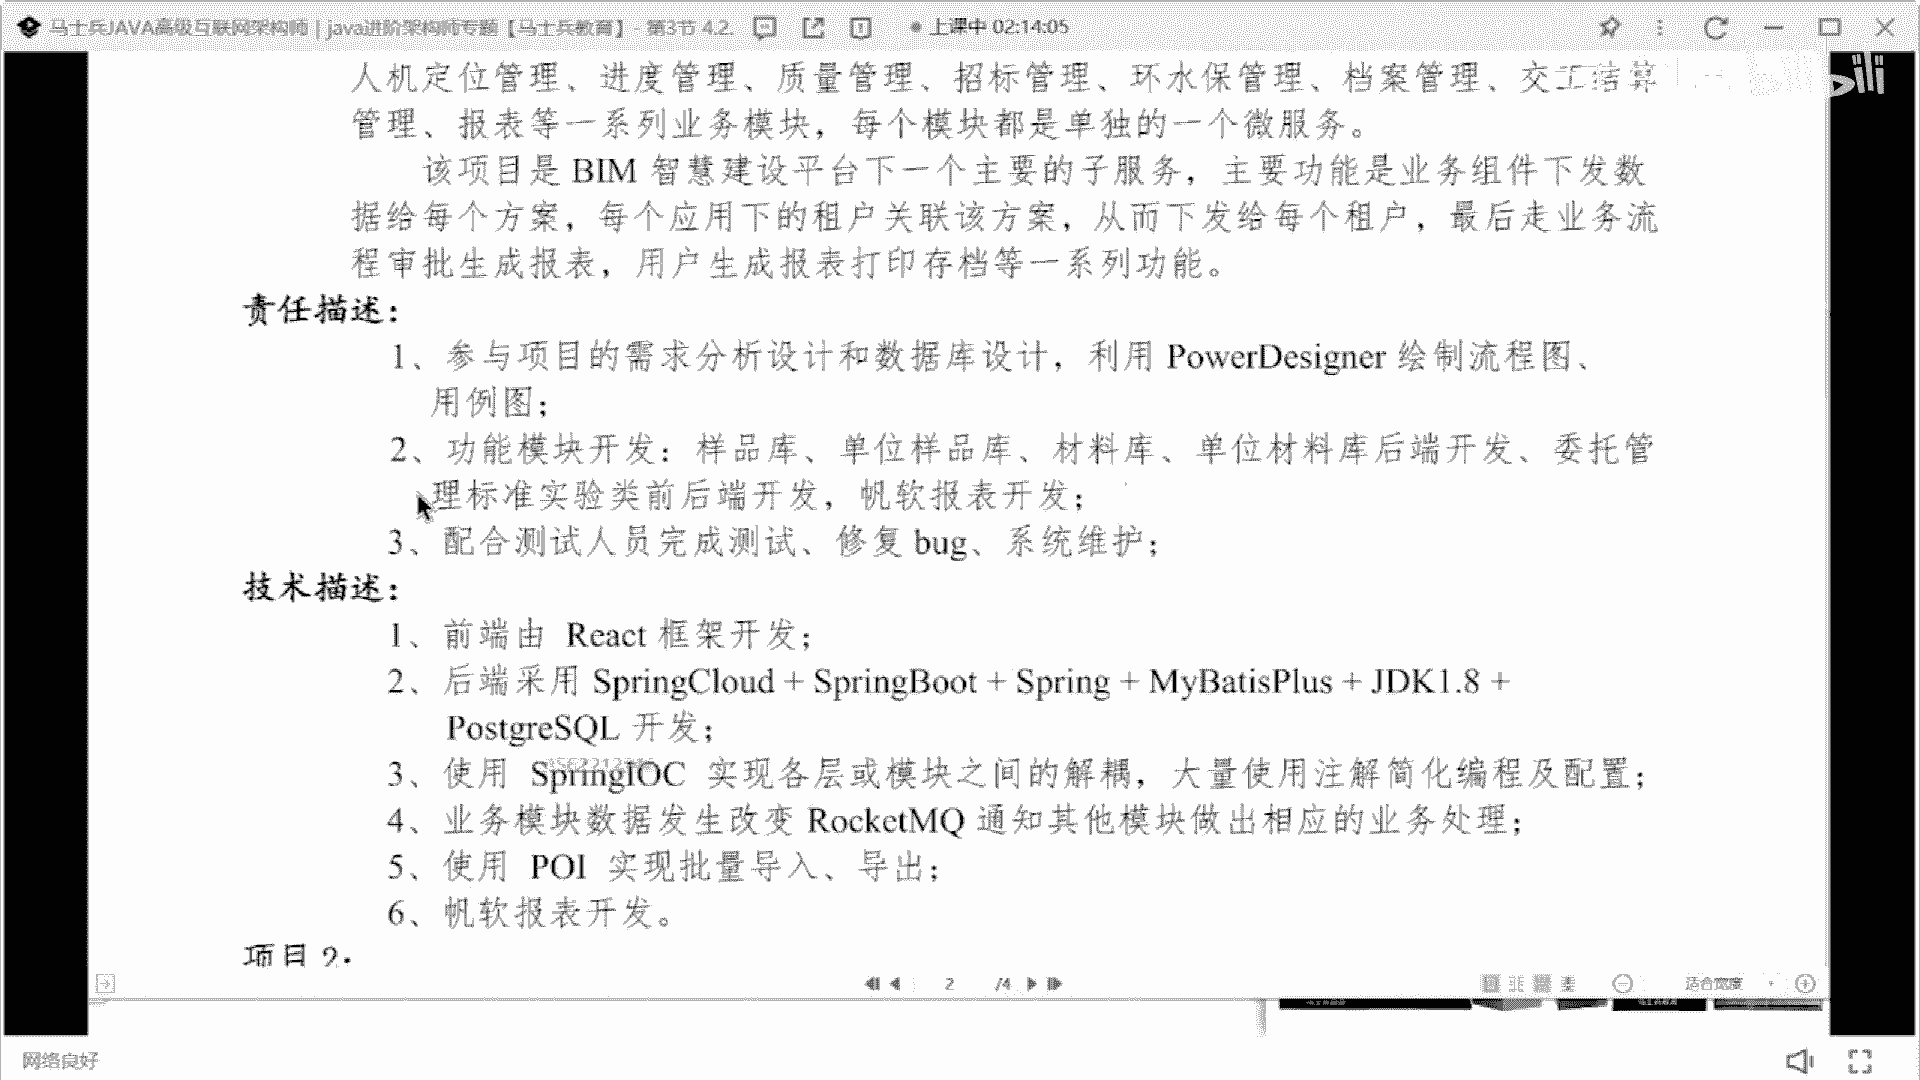 马士兵JAVA高级互联网架构师 | java进阶架构师专题【马士兵教育】- 第3节 4.2.
上课中 02:14:05
人机定位管理、进度管理、质量管理、招标管理、环水保管理、档案管理、交工结算
管理、报表等一系列业务模块，每个模块都是单独的一个微服务。
该项目是 BIM 智慧建设平台下一个主要的子服务，主要功能是业务组件下发数
据给每个方案，每个应用下的租户关联该方案，从而下发给每个租户，最后走业务流
程审批生成报表，用户生成报表打印存档等一系列功能。
责任描述：
1、参与项目的需求分析设计和数据库设计，利用 PowerDesigner 绘制流程图、
用例图；
2、功能模块开发：样品库、单位样品库、材料库、单位材料库后端开发、委托管
理标准实验类前后端开发，帆软报表开发；
3、配合测试人员完成测试、修复 bug、系统维护；
技术描述：
1、前端由 React 框架开发；
2、后端采用 SpringCloud + SpringBoot + Spring + MyBatisPlus + JDK1.8 +
PostgreSQL 开发；
3、使用 SpringIOC 实现各层或模块之间的解耦，大量使用注解简化编程及配置；
4、业务模块数据发生改变 RocketMQ 通知其他模块做出相应的业务处理；
5、使用 POI 实现批量导入、导出；
6、帆软报表开发。
项目 2：
2 /4
适合宽度
网络良好